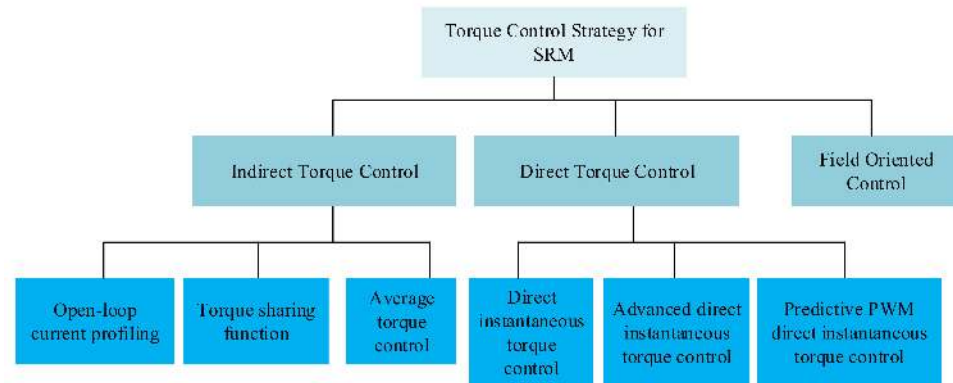 Torque Control Strategy for
SRM
Indirect Torque Control
Direct Torque Control
Field Oriented
Control
Open-loop
current profiling
Torque sharing
function
Average
torque
control
Direct
instantaneous
torque
control
Advanced direct
instantaneous
torque control
Predictive PWM
direct instantaneous
torque control